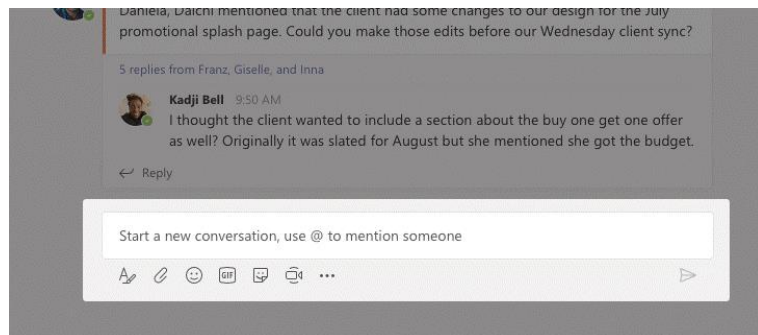 Daniela, Daichi mentioned that the client had some changes to our design for the July
promotional splash page. Could you make those edits before our Wednesday client sync?
5 replies from Franz, Giselle, and Inna
Kadji Bell 9:50 AM
I thought the client wanted to include a section about the buy one get one offer
as well? Originally it was slated for August but she mentioned she got the budget.
Reply
Start a new conversation, use @ to mention someone
GIF